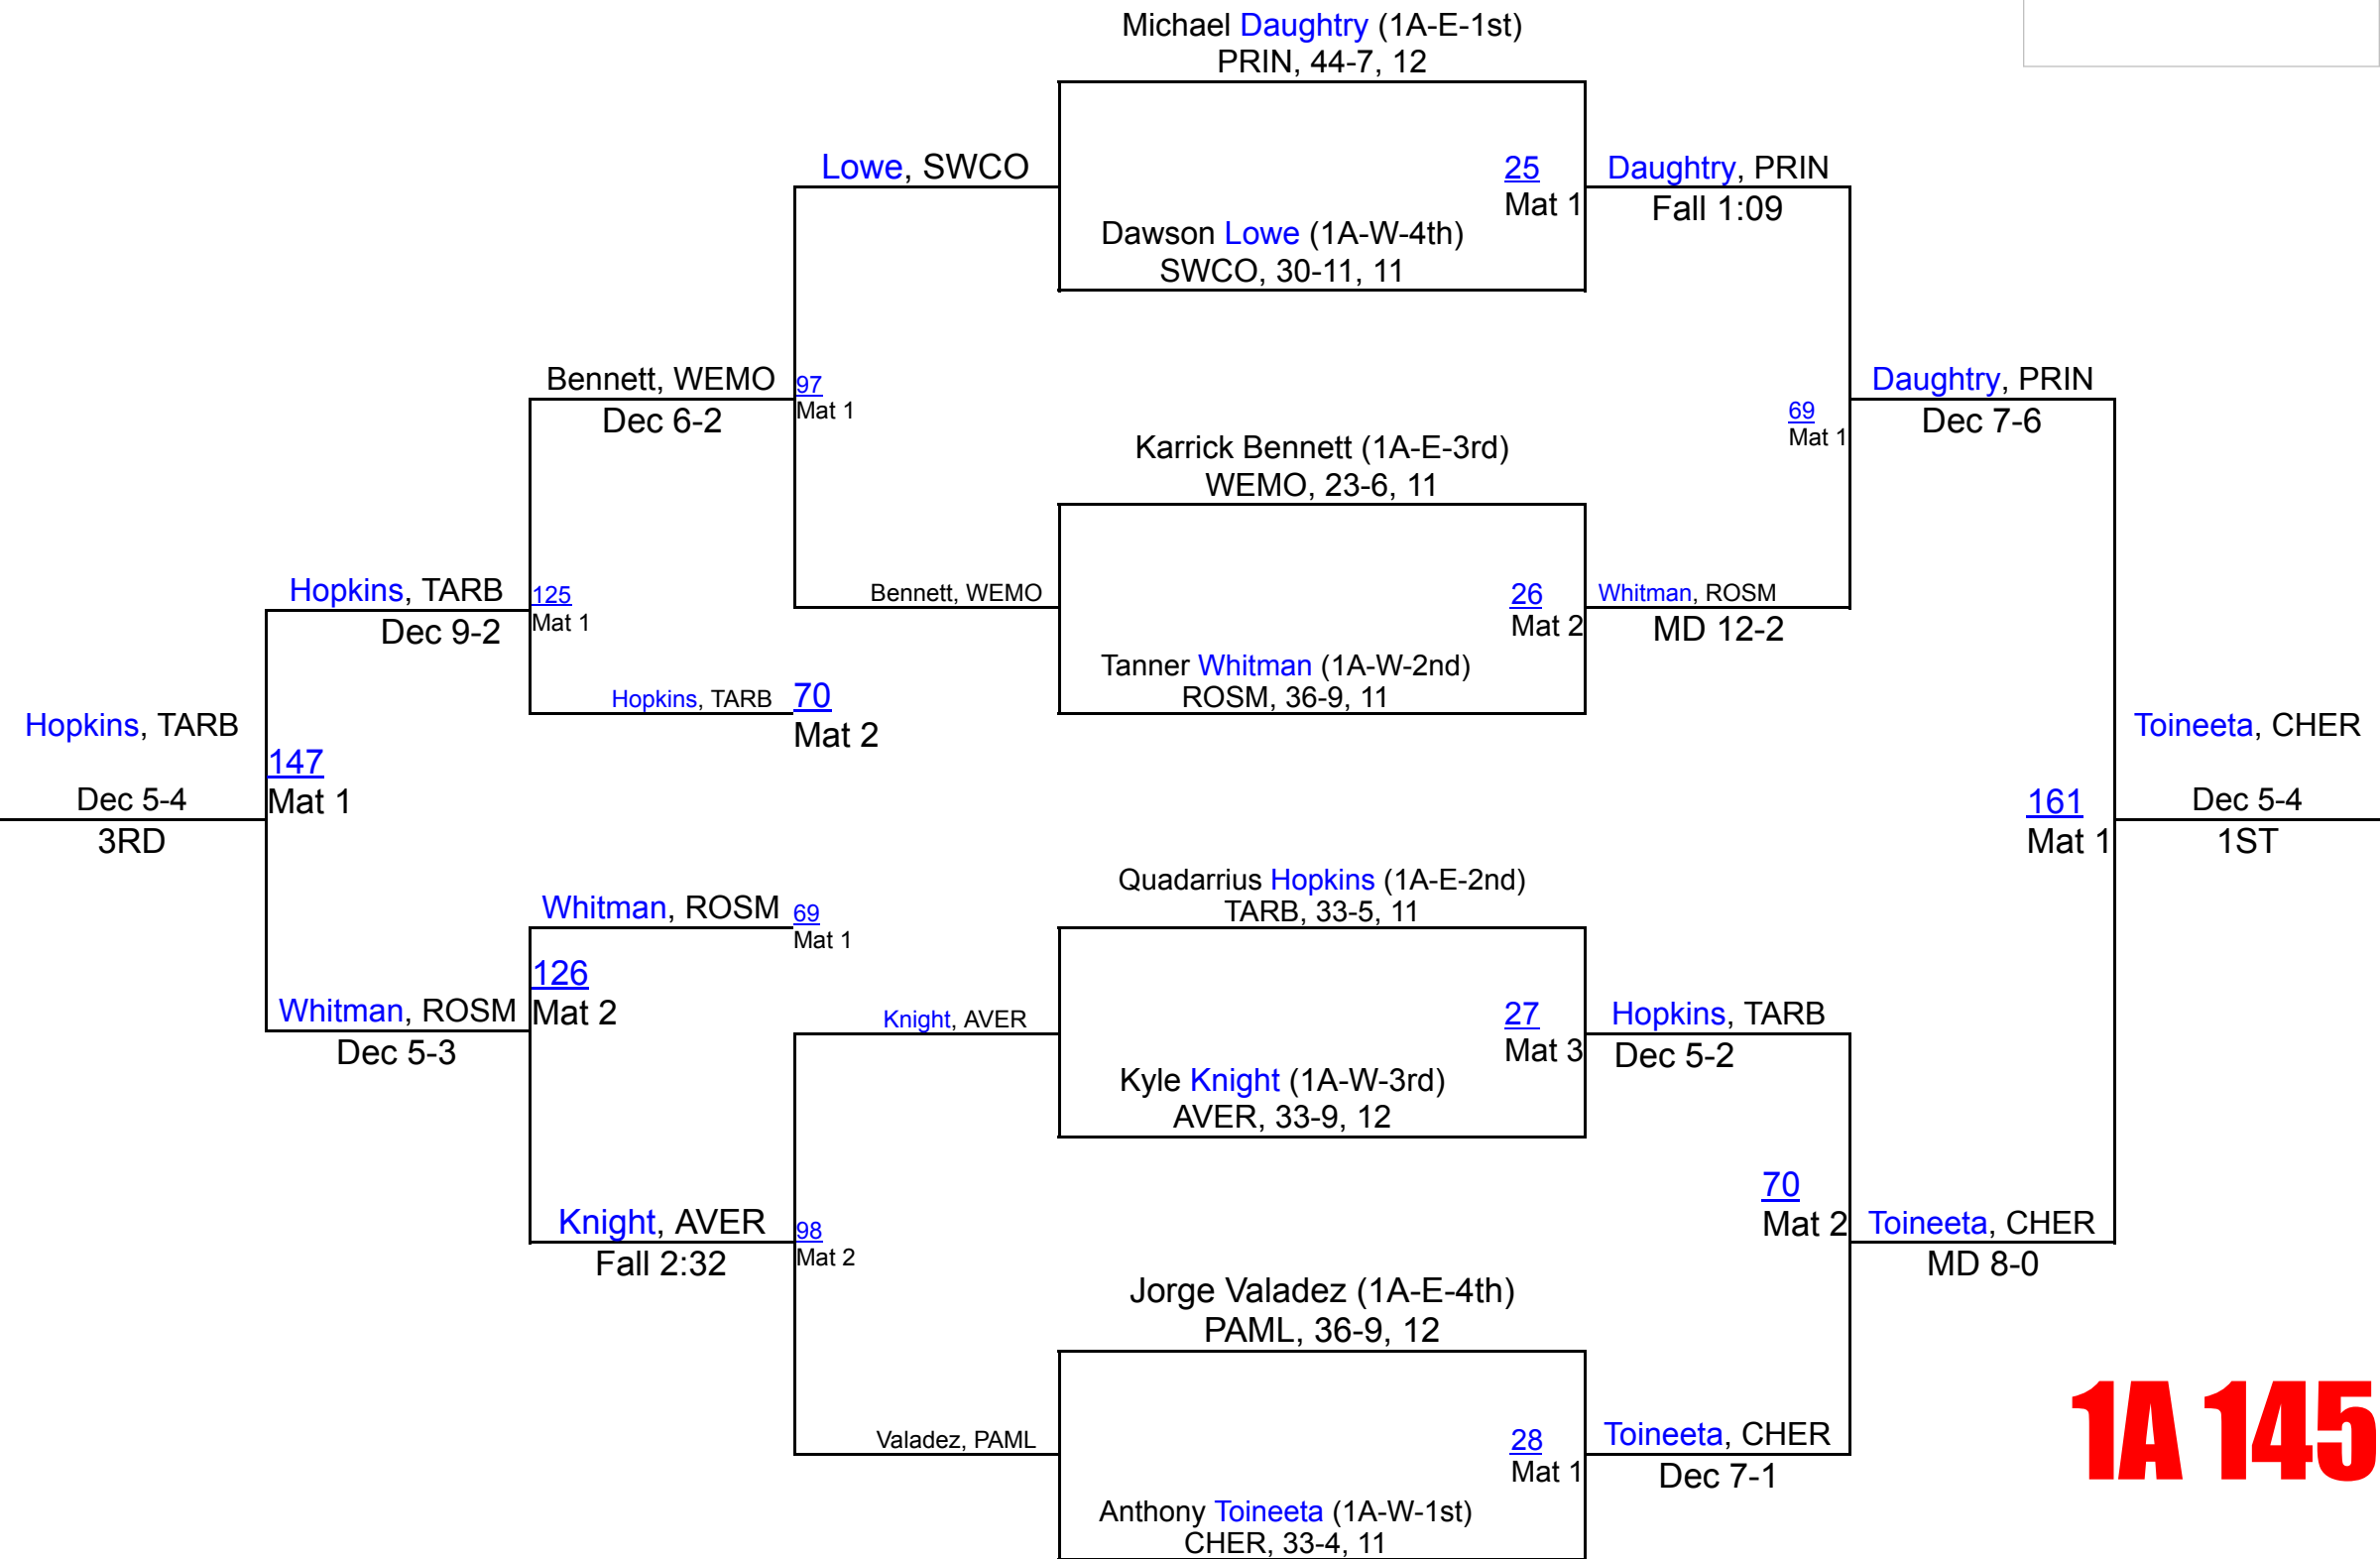 Michael Daughtry (1A-E-1st)
PRIN, 44-7, 12
Lowe, SWCO
25
Mat 1
Daughtry, PRIN
Fall 1:09
Dawson Lowe (1A-W-4th)
SWCO, 30-11, 11
Bennett, WEMO
Dec 6-2
97
Mat 1
69
Mat 1
Daughtry, PRIN
Dec 7-6
Karrick Bennett (1A-E-3rd)
WEMO, 23-6, 11
Hopkins, TARB
Dec 9-2
125
Mat 1
Bennett, WEMO
26
Mat 2
Whitman, ROSM
MD 12-2
Tanner Whitman (1A-W-2nd)
ROSM, 36-9, 11
Hopkins, TARB
70
Mat 2
Hopkins, TARB
Dec 5-4
3RD
147
Mat 1
161
Mat 1
Toineeta, CHER
Dec 5-4
1ST
Quadarrius Hopkins (1A-E-2nd)
TARB, 33-5, 11
Whitman, ROSM
69
Mat 1
126
Mat 2
Whitman, ROSM
Dec 5-3
Knight, AVER
27
Mat 3
Hopkins, TARB
Dec 5-2
Kyle Knight (1A-W-3rd)
AVER, 33-9, 12
Knight, AVER
Fall 2:32
98
Mat 2
70
Mat 2
Toineeta, CHER
MD 8-0
Jorge Valadez (1A-E-4th)
PAML, 36-9, 12
Valadez, PAML
28
Mat 1
Toineeta, CHER
Dec 7-1
Anthony Toineeta (1A-W-1st)
CHER, 33-4, 11
1A 145